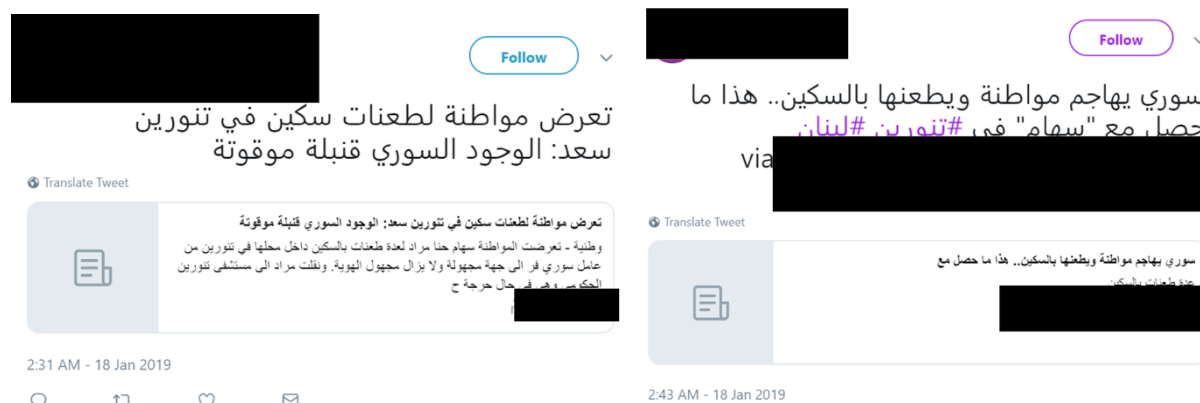 Follow
تعرض مواطنة لطعنات سكين في تنورين
سعد: الوجود السوري قنبلة موقوتة
Translate Tweet
تعرض مواطنة لطعنات سكين في تنورين سعد: الوجود السوري قنبلة موقوتة
وطنية - تعرضت المواطنة سهام حنا مراد لعدة طعنات بالسكين داخل محلها في تنورين من
عامل سوري فر الى جهة مجهولة ولا يزال مجهول الهوية. ونقلت مراد الى مستشفى تنورين
الحكومي وهي في حال حرجة ح
2:31 AM - 18 Jan 2019
Follow
سوري يهاجم مواطنة ويطعنها بالسكين.. هذا ما
حصل مع "سهام" في #تنورين #لبنان
via
Translate Tweet
سوري يهاجم مواطنة ويطعنها بالسكين.. هذا ما حصل مع
عدة طعنات بالسكين
2:43 AM - 18 Jan 2019